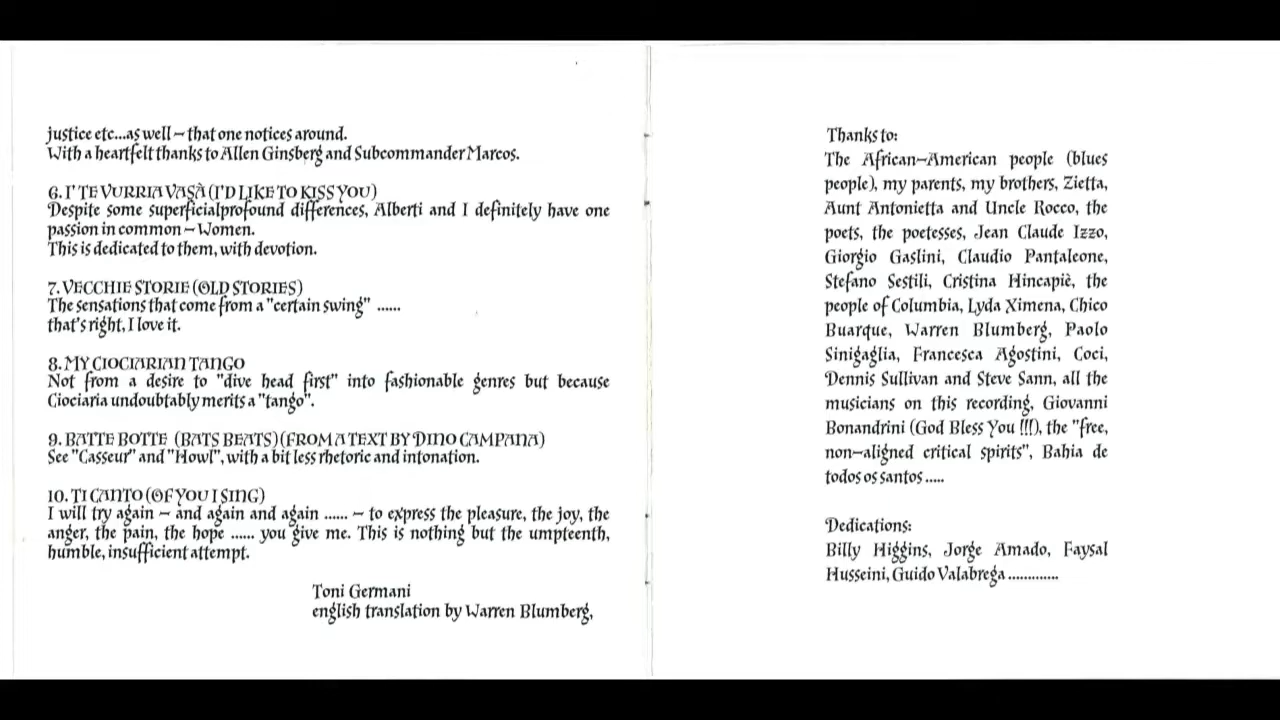 justice etc...as well – that one notices around.
With a heartfelt thanks to Allen Ginsberg and Subcommander Marcos.
6. I' TE VURRIA VASÀ (I'D LIKE TO KISS YOU)
Despite some superficialprofound differences, Alberti and I definitely have one
passion in common – Women.
This is dedicated to them, with devotion.
7. VECCHIE STORIE (OLD STORIES)
The sensations that come from a "certain swing" ......
that's right, I love it.
8. MY CIOCIARIAN TANGO
Not from a desire to "dive head first" into fashionable genres but because
Ciociaria undoubtably merits a "tango".
9. BATTE BOTTE (BATS BEATS) (FROM A TEXT BY DINO CAMPANA)
See "Casseur" and "Howl", with a bit less rhetoric and intonation.
10. TI CANTO (OF YOU I SING)
I will try again – and again and again ...... – to express the pleasure, the joy, the
anger, the pain, the hope ...... you give me. This is nothing but the umpteenth,
humble, insufficient attempt.
Toni Germani
english translation by Warren Blumberg,
Thanks to:
The African–American people (blues
people), my parents, my brothers, Zietta,
Aunt Antonietta and Uncle Rocco, the
poets, the poetesses, Jean Claude Izzo,
Giorgio Gaslini, Claudio Pantaleone,
Stefano Sestili, Cristina Hincapiè, the
people of Columbia, Lyda Ximena, Chico
Buarque, Warren Blumberg, Paolo
Sinigaglia, Francesca Agostini, Coci,
Dennis Sullivan and Steve Sann, all the
musicians on this recording, Giovanni
Bonandrini (God Bless You !!!), the "free,
non–aligned critical spirits", Bahia de
todos os santos .....
Dedications:
Billy Higgins, Jorge Amado, Faysal
Husseini, Guido Valabrega .............